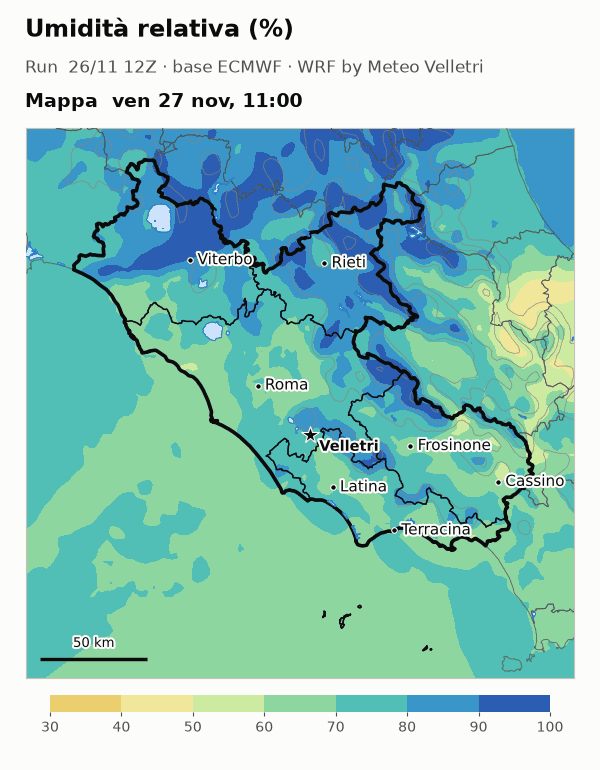 Umidità relativa (%)
Run  26/11 12Z · base ECMWF · WRF by Meteo Velletri
Mappa  ven 27 nov, 11:00
Viterbo
Rieti
Roma
Velletri
Frosinone
Cassino
Latina
Terracina
50 km
30 40 50 60 70 80 90 100